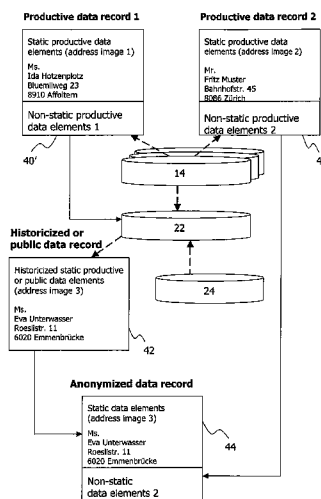 Productive data record 1
Static productive data
elements (address image 1)
Ms.
Ida Hotzenplotz
Bluemliweg 23
8910 Affoltern
Non-static productive
data elements 1
40'
Productive data record 2
Static productive data
elements (address image 2)
Mr.
Fritz Muster
Bahnhofstr. 45
8086 Zürich
Non-static productive
data elements 2
4
14
22
24
Historicized or
public data record
Historicized static productive
or public data elements
(address image 3)
Ms.
Eva Unterwasser
Roeslistr. 11
6020 Emmenbrücke
42
Anonymized data record
Static data elements
(address image 3)
Ms.
Eva Unterwasser
Roeslistr. 11
6020 Emmenbrücke
44
Non-static
data elements 2